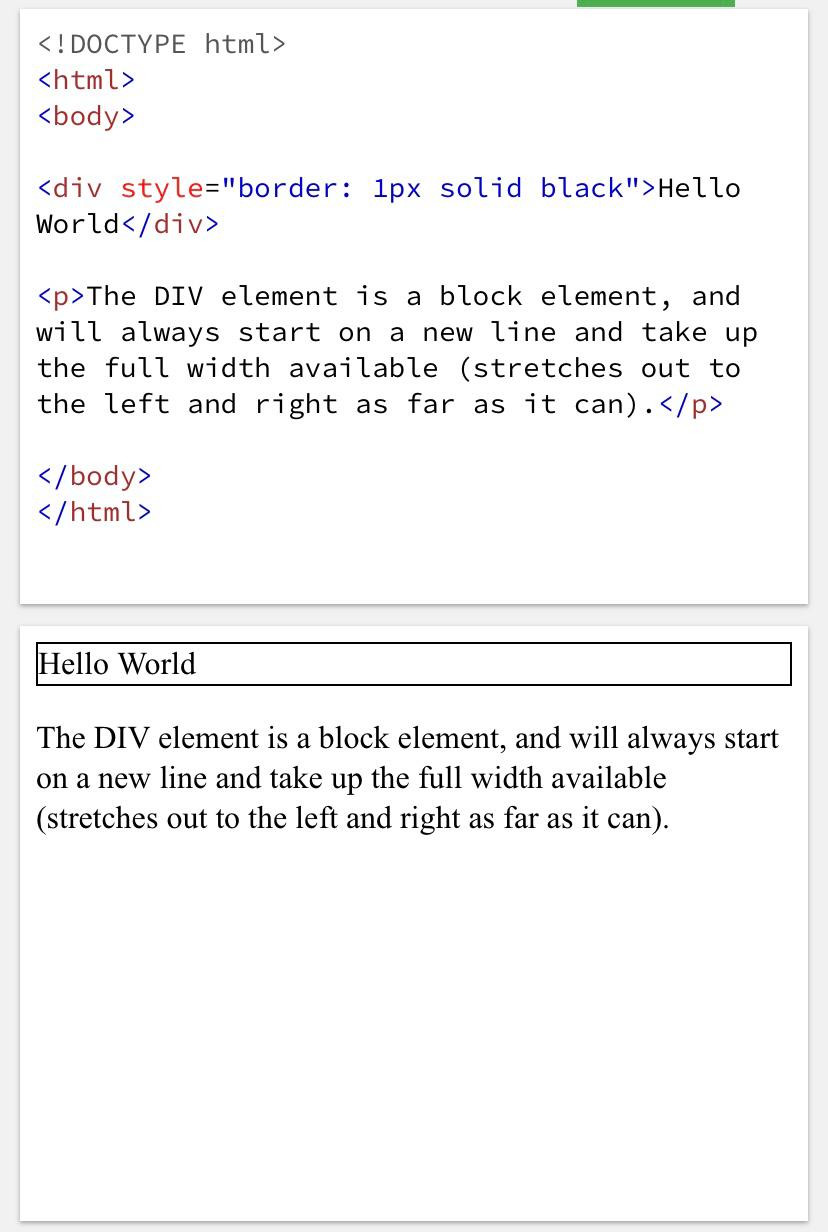 <!DOCTYPE html>
<html>
<body>
<div style="border: 1px solid black">Hello
World</div>
<p>The DIV element is a block element, and
will always start on a new line and take up
the full width available (stretches out to
the left and right as far as it can).</p>
</body>
</html>
Hello World
The DIV element is a block element, and will always start
on a new line and take up the full width available
(stretches out to the left and right as far as it can).